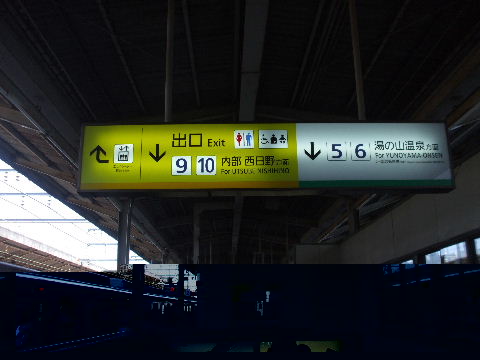 出口 Exit
9 10 内部 西日野方面
For UTSUBE, NISHIHINO
5 6 湯の山温泉方面
For YUNOYAMA-ONSEN